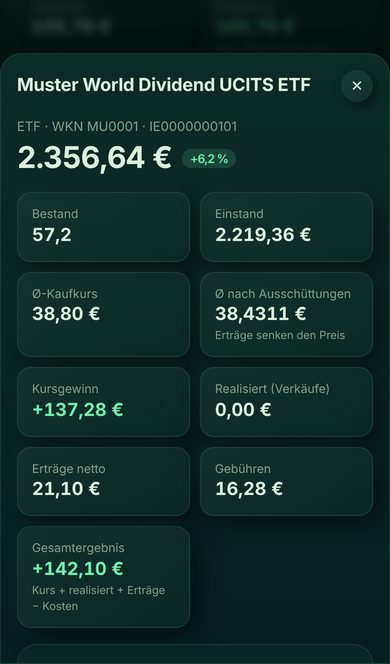 Muster World Dividend UCITS ETF
ETF · WKN MU0001 · IE0000000101
2.356,64 € +6,2 %
Bestand
57,2
Einstand
2.219,36 €
Ø-Kaufkurs
38,80 €
Ø nach Ausschüttungen
38,4311 €
Erträge senken den Preis
Kursgewinn
+137,28 €
Realisiert (Verkäufe)
0,00 €
Erträge netto
21,10 €
Gebühren
16,28 €
Gesamtergebnis
+142,10 €
Kurs + realisiert + Erträge
− Kosten